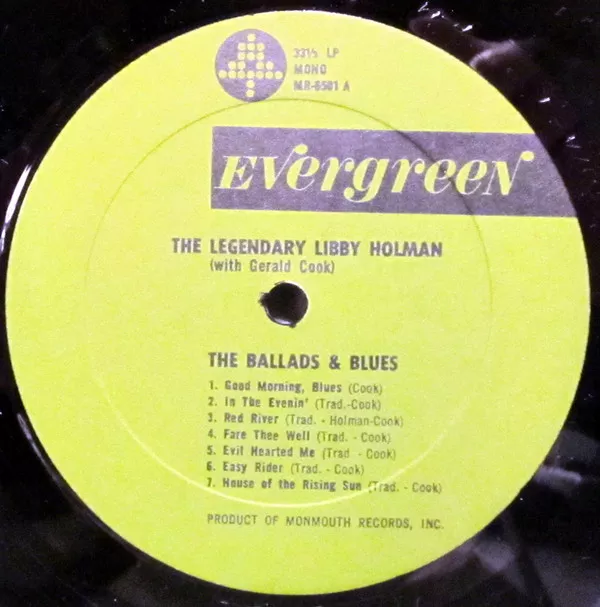 33⅓ LP
MONO
MR-6501 A
Evergreen
THE LEGENDARY LIBBY HOLMAN
(with Gerald Cook)
THE BALLADS & BLUES
1. Good Morning, Blues (Cook)
2. In The Evenin' (Trad.-Cook)
3. Red River (Trad. - Holman-Cook)
4. Fare Thee Well (Trad. - Cook)
5. Evil Hearted Me (Trad - Cook)
6. Easy Rider (Trad. - Cook)
7. House of the Rising Sun (Trad. - Cook)
PRODUCT OF MONMOUTH RECORDS, INC.